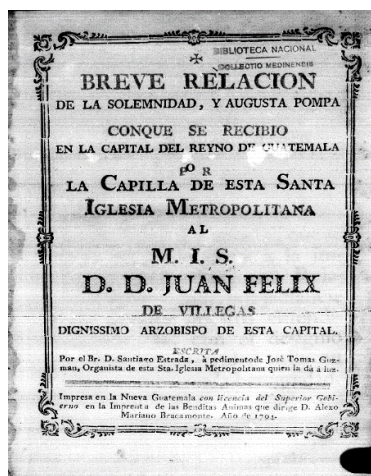 BIBLIOTECA NACIONAL
COLLECTIO MEDINENSIS
BREVE RELACION
DE LA SOLEMNIDAD, Y AUGUSTA POMPA
CONQUE SE RECIBIO
EN LA CAPITAL DEL REYNO DE GUATEMALA
POR
LA CAPILLA DE ESTA SANTA
IGLESIA METROPOLITANA
AL
M. I. S.
D. D. JUAN FELIX
DE VILLEGAS
DIGNISSIMO ARZOBISPO DE ESTA CAPITAL.
ESCRITA
Por el Br. D. Santiago Estrada, à pedimentode José Tomas Guz-
man, Organista de esta Sta. Iglesia Metropolitana quien la dá á luz.
Impresa en la Nueva Guatemala con licencia del Superior Gobi-
erno en la Imprenta de las Benditas Animas que dirige D. Alexo
Mariano Bracamonte. Año de 1794.